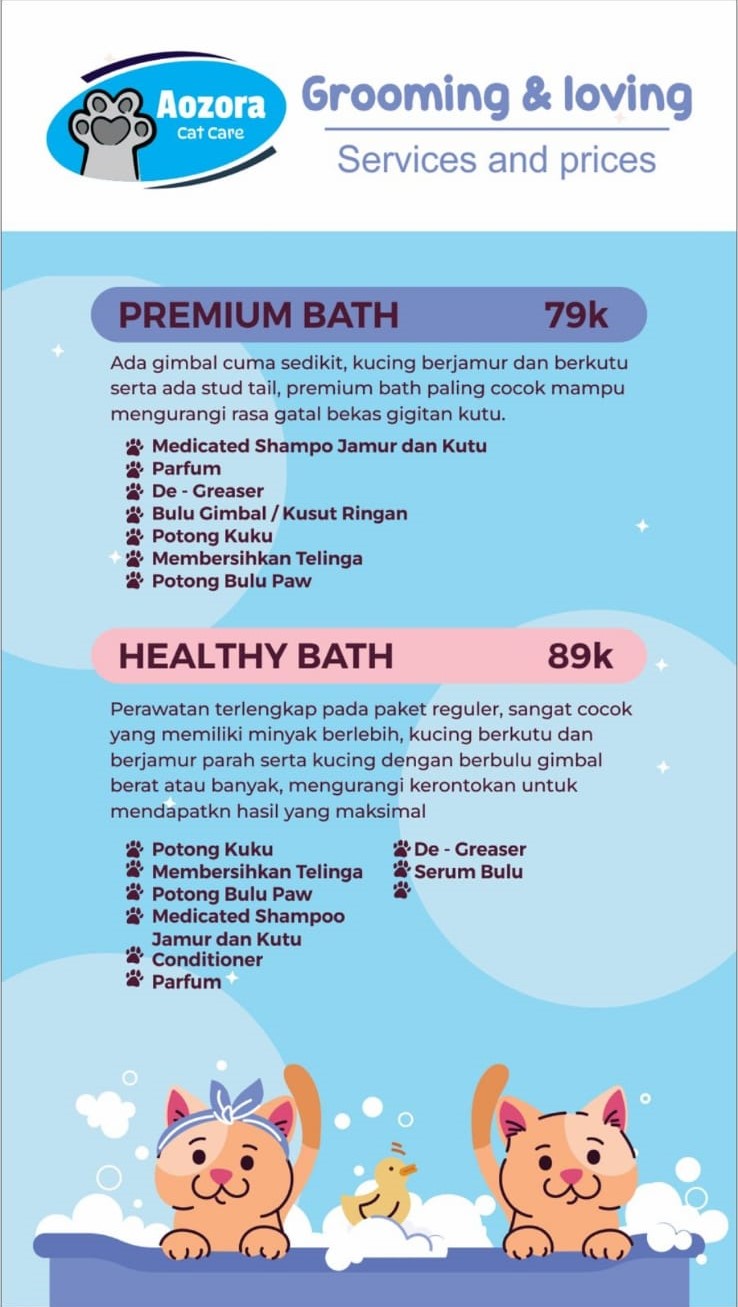 Aozora
Cat Care
Grooming & loving
Services and prices
PREMIUM BATH 79k
Ada gimbal cuma sedikit, kucing berjamur dan berkutu
serta ada stud tail, premium bath paling cocok mampu
mengurangi rasa gatal bekas gigitan kutu.
Medicated Shampo Jamur dan Kutu
Parfum
De - Greaser
Bulu Gimbal / Kusut Ringan
Potong Kuku
Membersihkan Telinga
Potong Bulu Paw
HEALTHY BATH 89k
Perawatan terlengkap pada paket reguler, sangat cocok
yang memiliki minyak berlebih, kucing berkutu dan
berjamur parah serta kucing dengan berbulu gimbal
berat atau banyak, mengurangi kerontokan untuk
mendapatkn hasil yang maksimal
Potong Kuku
Membersihkan Telinga
Potong Bulu Paw
Medicated Shampoo
Jamur dan Kutu
Conditioner
Parfum
De - Greaser
Serum Bulu